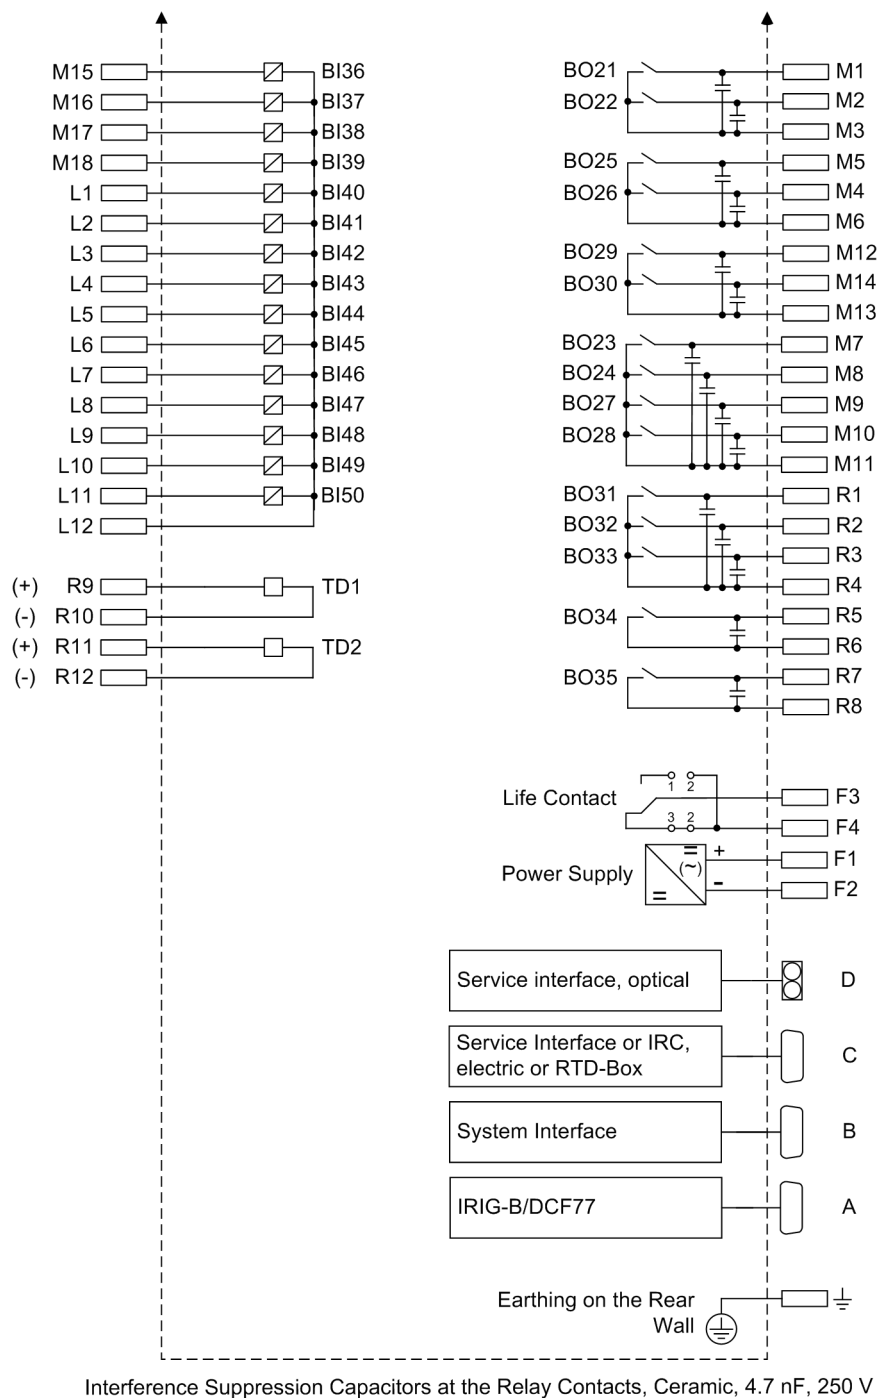 M15 BI36 BO21 M1
M16 BI37 BO22 M2
M17 BI38 M3
M18 BI39 BO25 M5
L1 BI40 BO26 M4
L2 BI41 M6
L3 BI42 BO29 M12
L4 BI43 BO30 M14
L5 BI44 M13
L6 BI45 BO23 M7
L7 BI46 BO24 M8
L8 BI47 BO27 M9
L9 BI48 BO28 M10
L10 BI49 M11
L11 BI50 BO31 R1
L12 BO32 R2
BO33 R3
(+) R9 TD1 R4
(-) R10 BO34 R5
(+) R11 TD2 R6
(-) R12 BO35 R7
R8
1 2
Life Contact F3
3 2 F4
= + F1
Power Supply (~)
= - F2
Service interface, optical D
Service Interface or IRC,
electric or RTD-Box C
System Interface B
IRIG-B/DCF77 A
Earthing on the Rear
Wall
Interference Suppression Capacitors at the Relay Contacts, Ceramic, 4.7 nF, 250 V